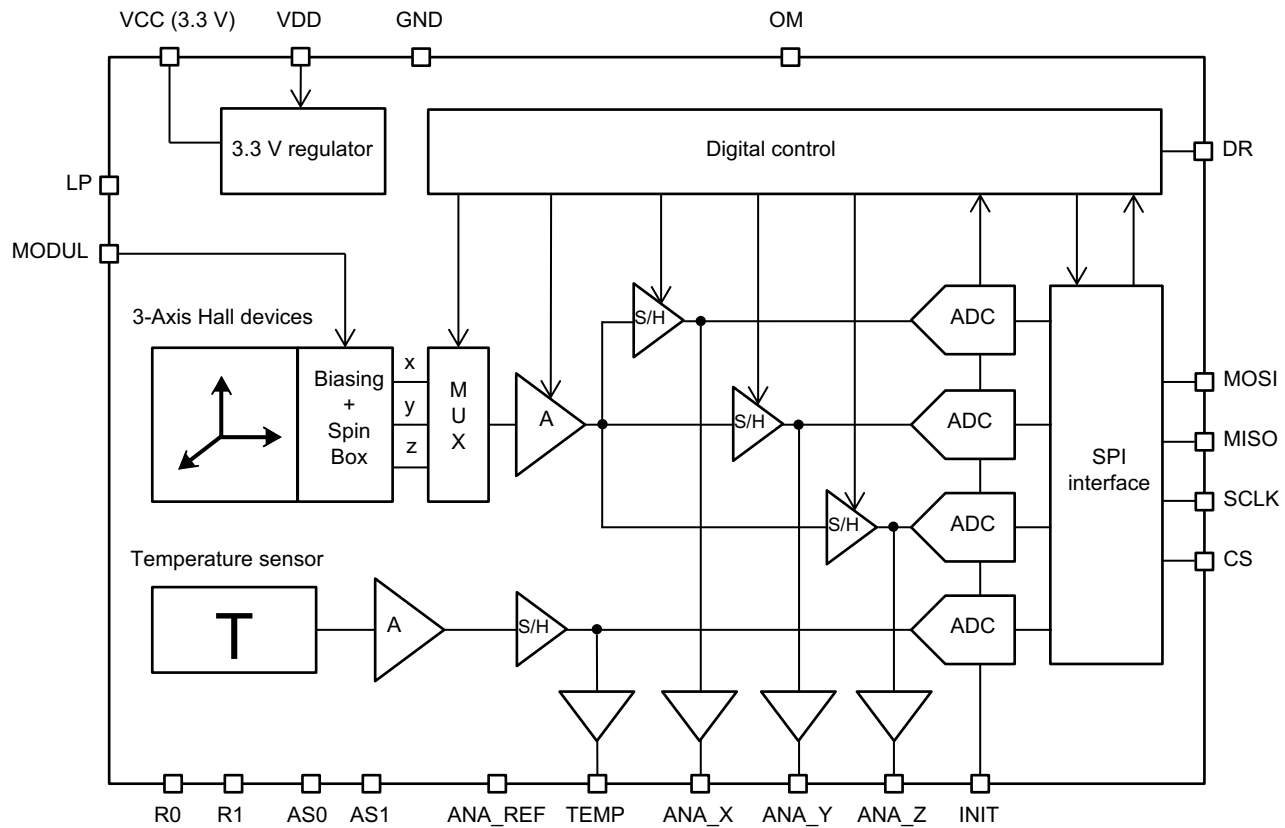 VCC (3.3 V) VDD GND OM
3.3 V regulator
Digital control
DR
LP
MODUL
3-Axis Hall devices
Biasing
+
Spin
Box
x
y
z
M
U
X
A
S/H
S/H
S/H
ADC
ADC
ADC
ADC
SPI
interface
MOSI
MISO
SCLK
CS
Temperature sensor
T
A
S/H
R0 R1 AS0 AS1 ANA_REF TEMP ANA_X ANA_Y ANA_Z INIT